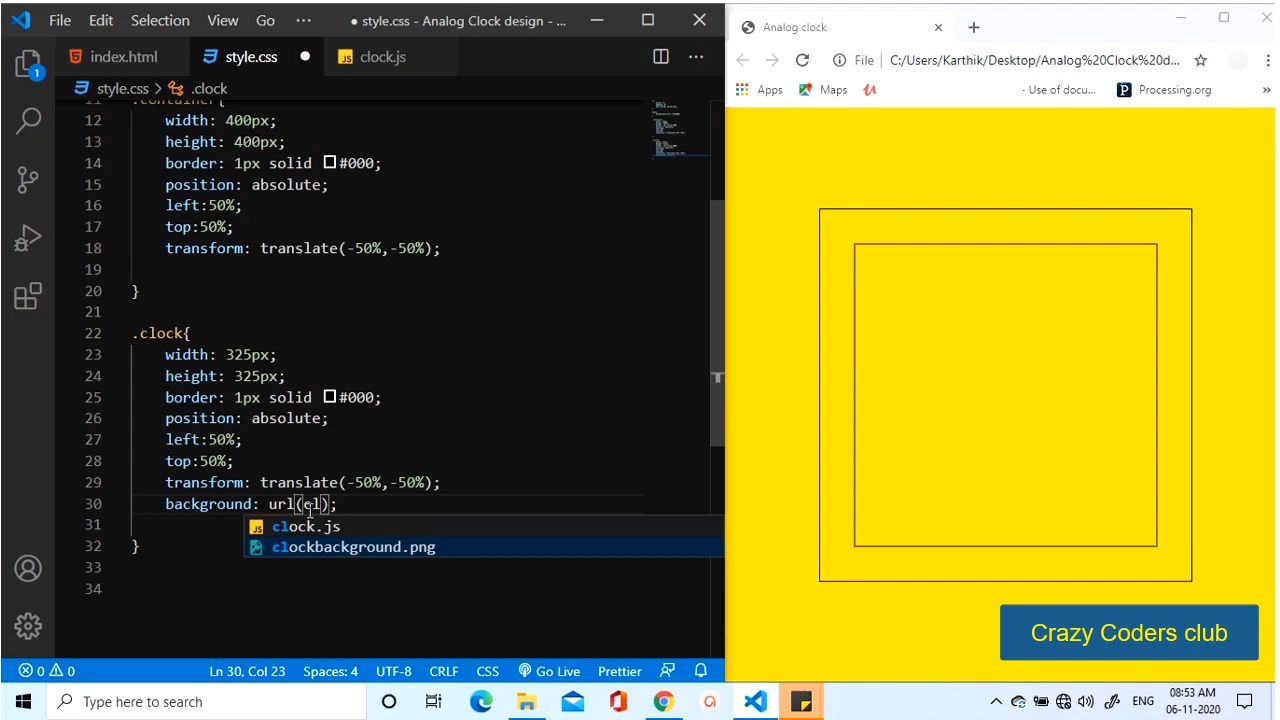 File Edit Selection View Go ··· ● style.css - Analog Clock design - ...
index.html style.css ● clock.js ···
style.css > .clock
1
11 .container{
12 width: 400px;
13 height: 400px;
14 border: 1px solid #000;
15 position: absolute;
16 left:50%;
17 top:50%;
18 transform: translate(-50%,-50%);
19
20 }
21
22 .clock{
23 width: 325px;
24 height: 325px;
25 border: 1px solid #000;
26 position: absolute;
27 left:50%;
28 top:50%;
29 transform: translate(-50%,-50%);
30 background: url(cl);
31
clock.js
32 }
clockbackground.png
33
34
0 0 Ln 30, Col 23 Spaces: 4 UTF-8 CRLF CSS Go Live Prettier
Analog clock
File C:/Users/Karthik/Desktop/Analog%20Clock%20d...
Apps Maps - Use of docu... P Processing.org »
Crazy Coders club
Type here to search
ENG
08:53 AM
06-11-2020